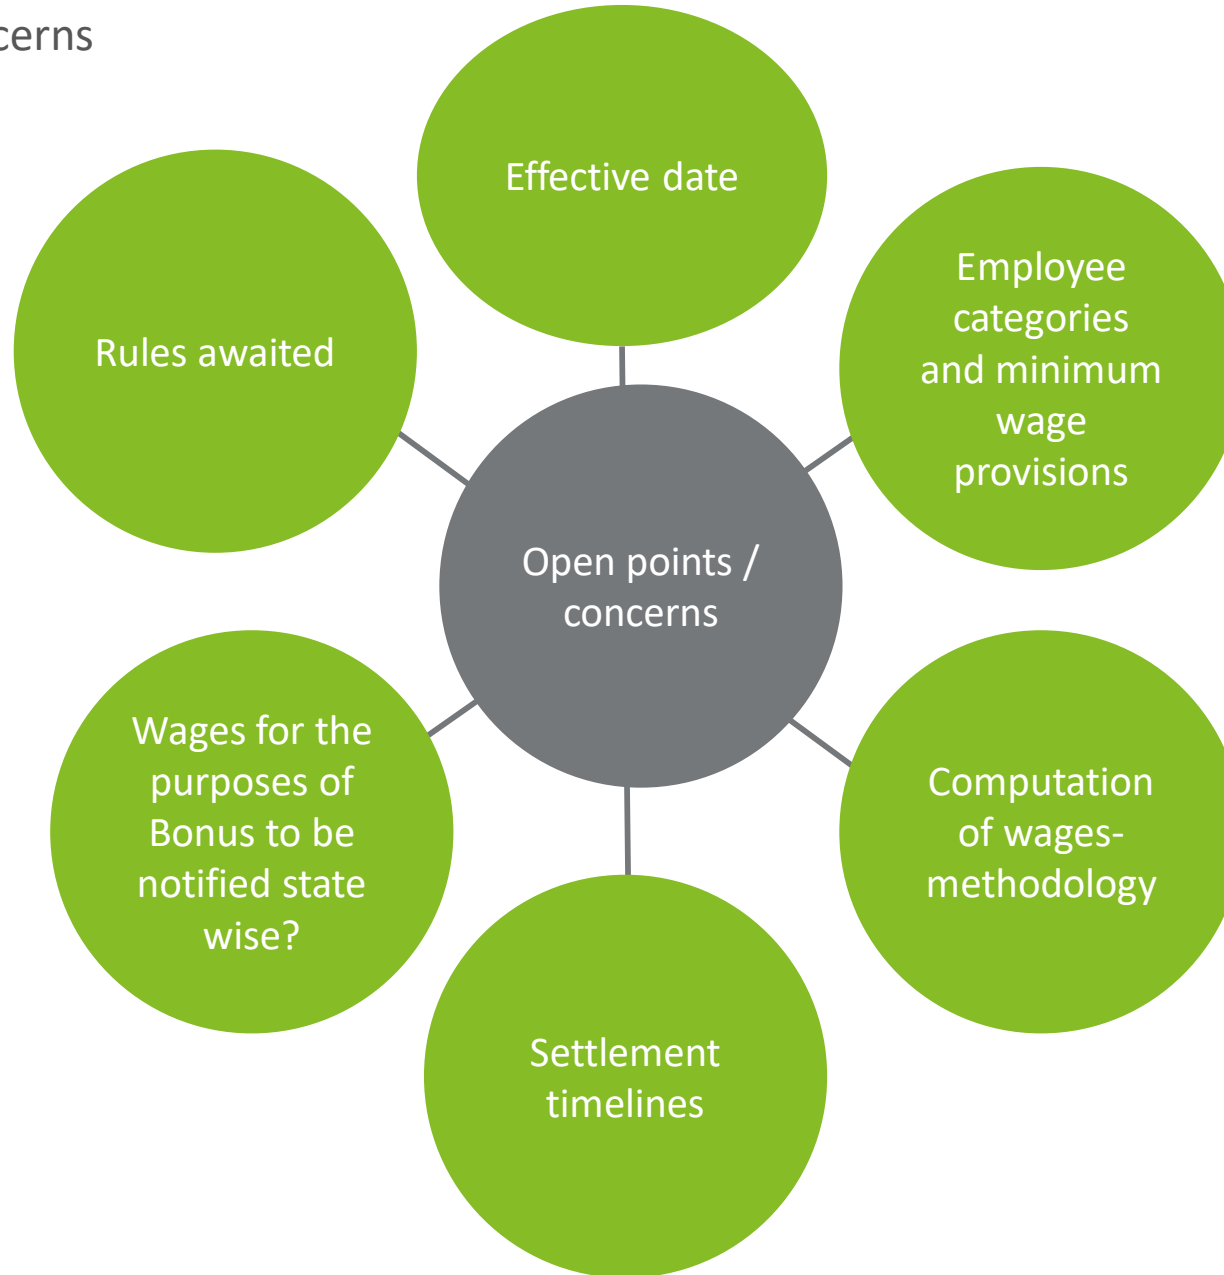 cerns
Effective date
Employee
categories
and minimum
wage
provisions
Rules awaited
Open points /
concerns
Wages for the
purposes of
Bonus to be
notified state
wise?
Computation
of wages-
methodology
Settlement
timelines